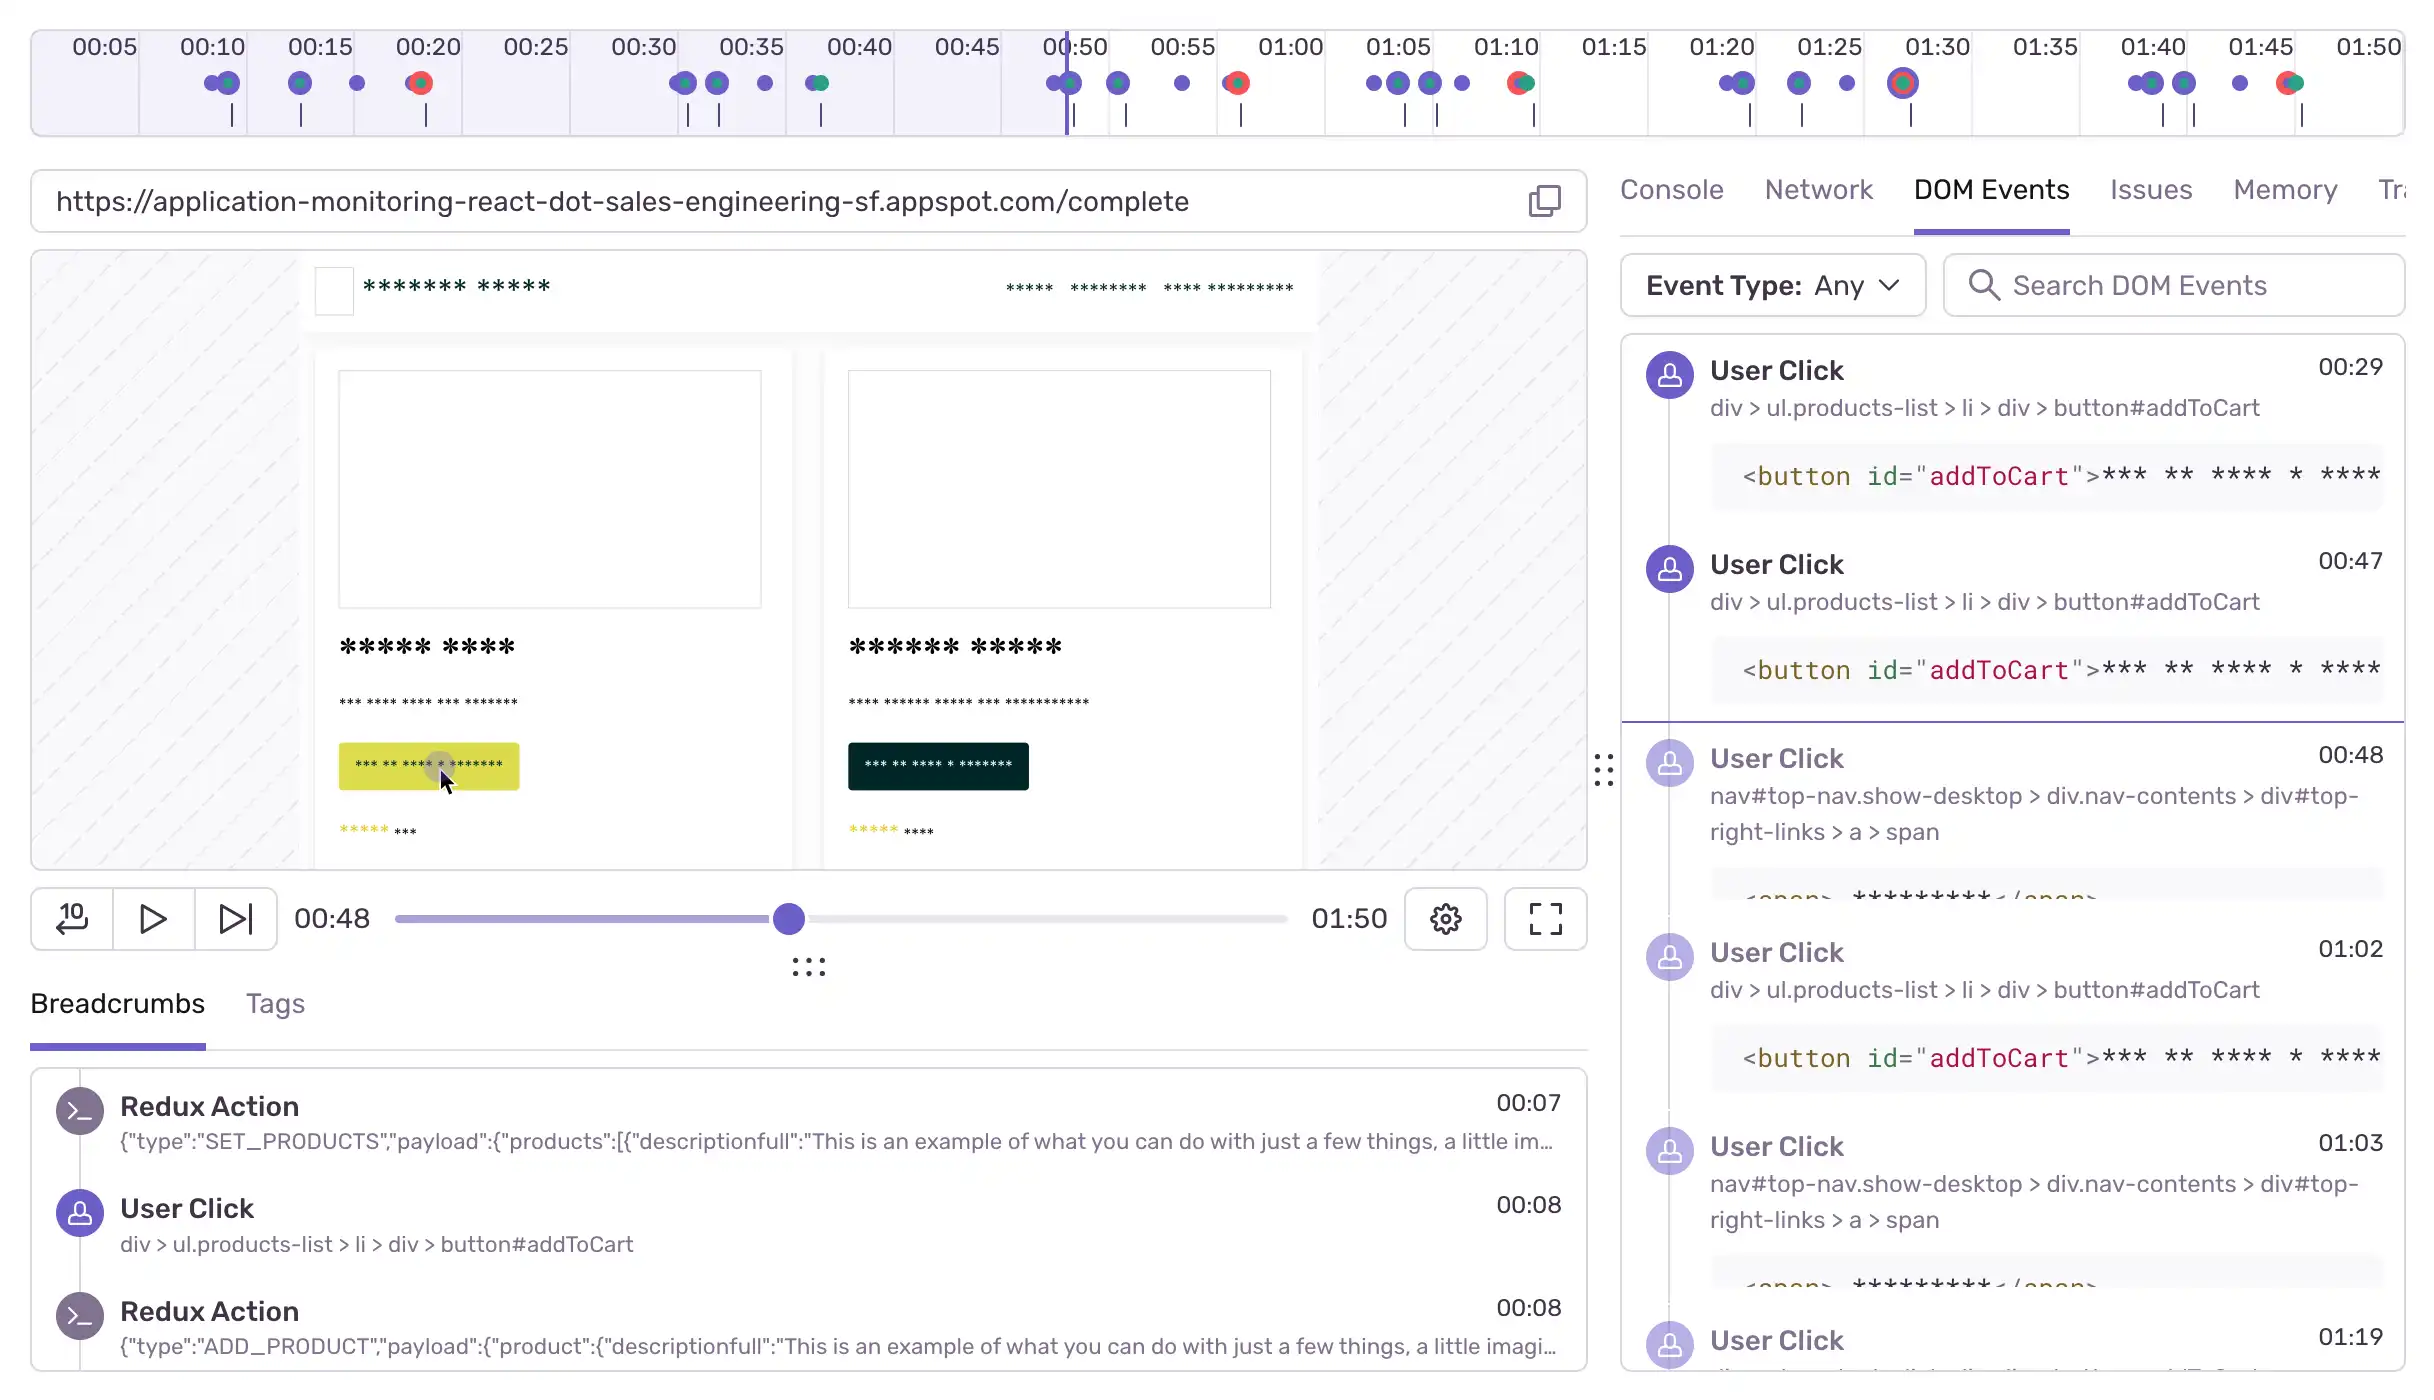 00:05 00:10 00:15 00:20 00:25 00:30 00:35 00:40 00:45 00:50 00:55 01:00 01:05 01:10 01:15 01:20 01:25 01:30 01:35 01:40 01:45 01:50
https://application-monitoring-react-dot-sales-engineering-sf.appspot.com/complete
******* *****
***** ******** **** *********
***** ****
****** *****
*** **** **** *** *******
**** ****** ***** *** ***********
*** ** **** * *******
*** ** **** * *******
***** ***
***** ****
10
00:48
01:50
Breadcrumbs Tags
Redux Action 00:07
{"type":"SET_PRODUCTS","payload":{"products":[{"descriptionfull":"This is an example of what you can do with just a few things, a little im...
User Click 00:08
div > ul.products-list > li > div > button#addToCart
Redux Action 00:08
{"type":"ADD_PRODUCT","payload":{"product":{"descriptionfull":"This is an example of what you can do with just a few things, a little imagi...
Console Network DOM Events Issues Memory
Event Type: Any
Search DOM Events
User Click 00:29
div > ul.products-list > li > div > button#addToCart
<button id="addToCart">*** ** **** * ****
User Click 00:47
div > ul.products-list > li > div > button#addToCart
<button id="addToCart">*** ** **** * ****
User Click 00:48
nav#top-nav.show-desktop > div.nav-contents > div#top-
right-links > a > span
<span> *********</span>
User Click 01:02
div > ul.products-list > li > div > button#addToCart
<button id="addToCart">*** ** **** * ****
User Click 01:03
nav#top-nav.show-desktop > div.nav-contents > div#top-
right-links > a > span
<span> *********</span>
User Click 01:19